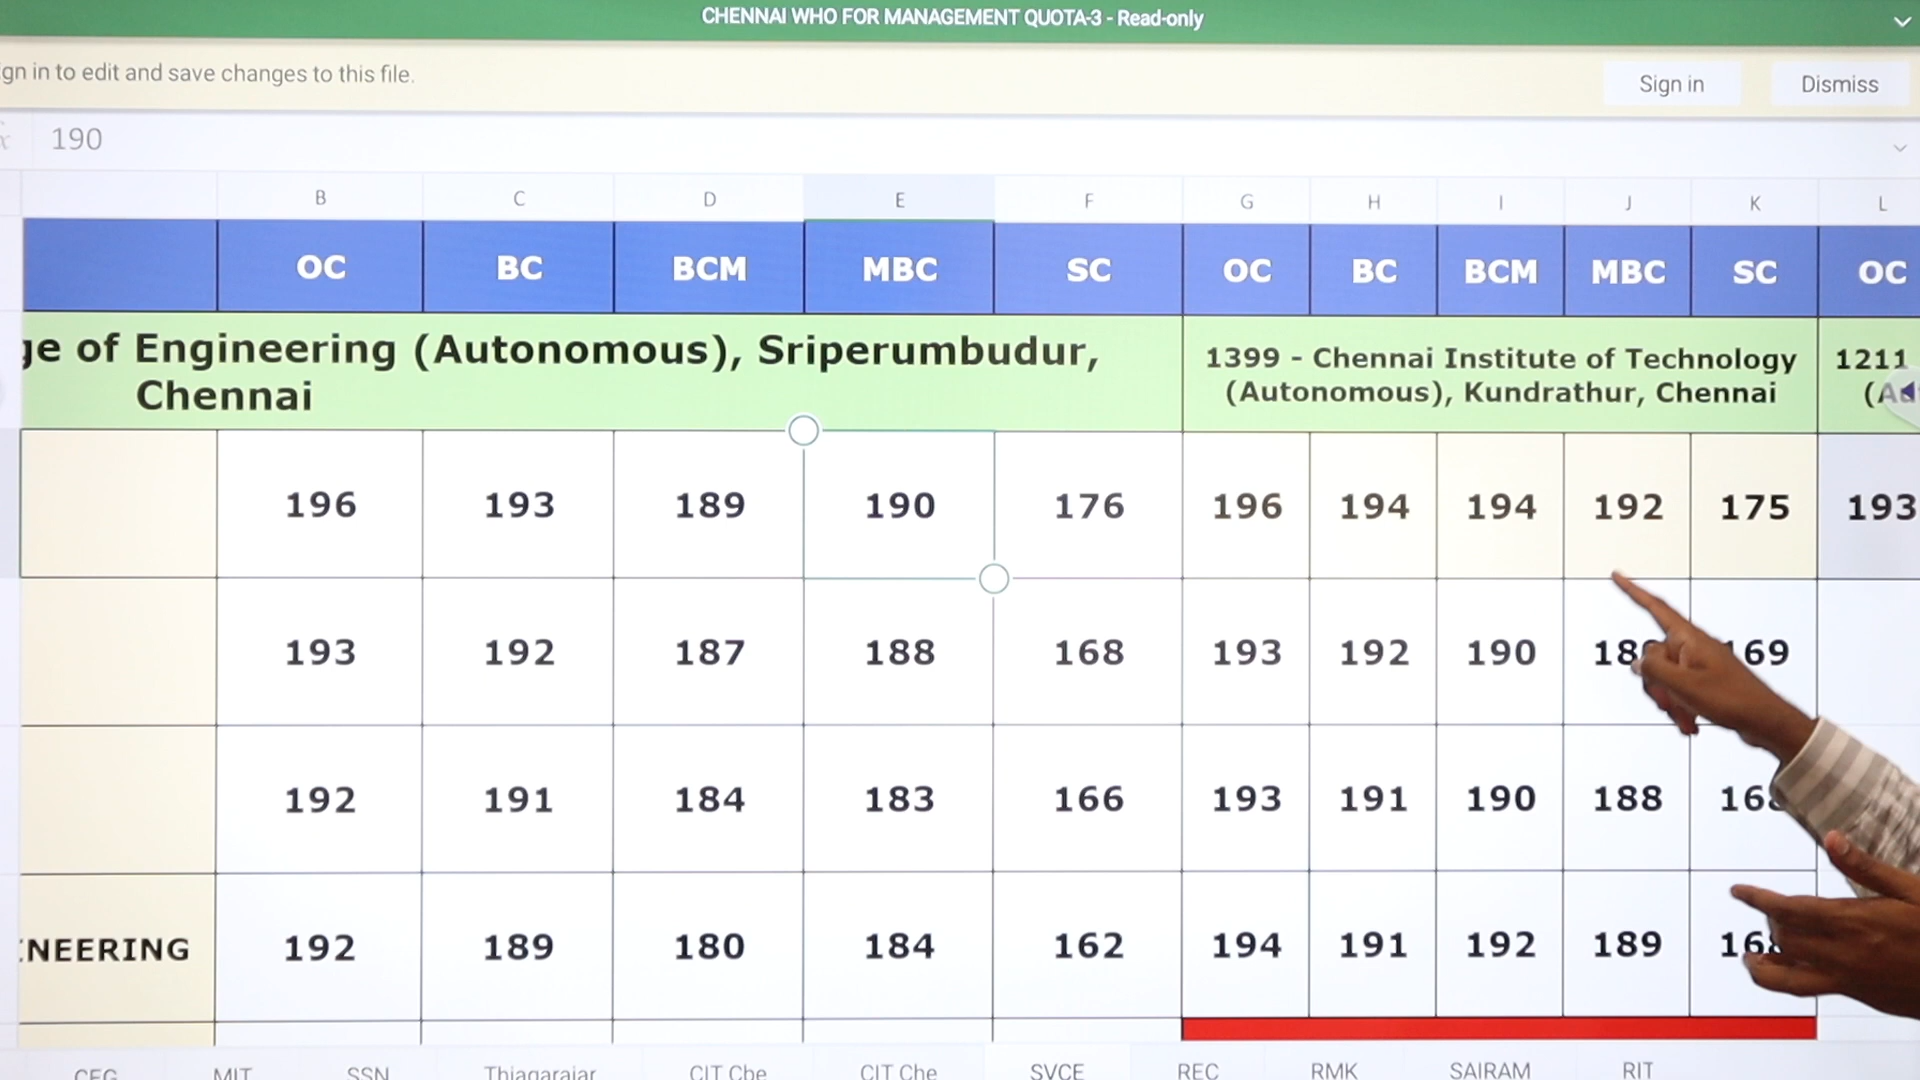 CHENNAI WHO FOR MANAGEMENT QUOTA-3 - Read-only
gn in to edit and save changes to this file.
Sign in
Dismiss
190
B C D E F G H I J K L
OC BC BCM MBC SC OC BC BCM MBC SC OC
of Engineering (Autonomous), Sriperumbudur,
Chennai
1399 - Chennai Institute of Technology
(Autonomous), Kundrathur, Chennai
1211
196 193 189 190 176 196 194 194 192 175 193
193 192 187 188 168 193 192 190
192 191 184 183 166 193 191 190 188
NEERING 192 189 180 184 162 194 191 192 189
CEG MIT SSN Thiagarajar CIT Cbe CIT Che SVCE REC RMK SAIRAM RIT